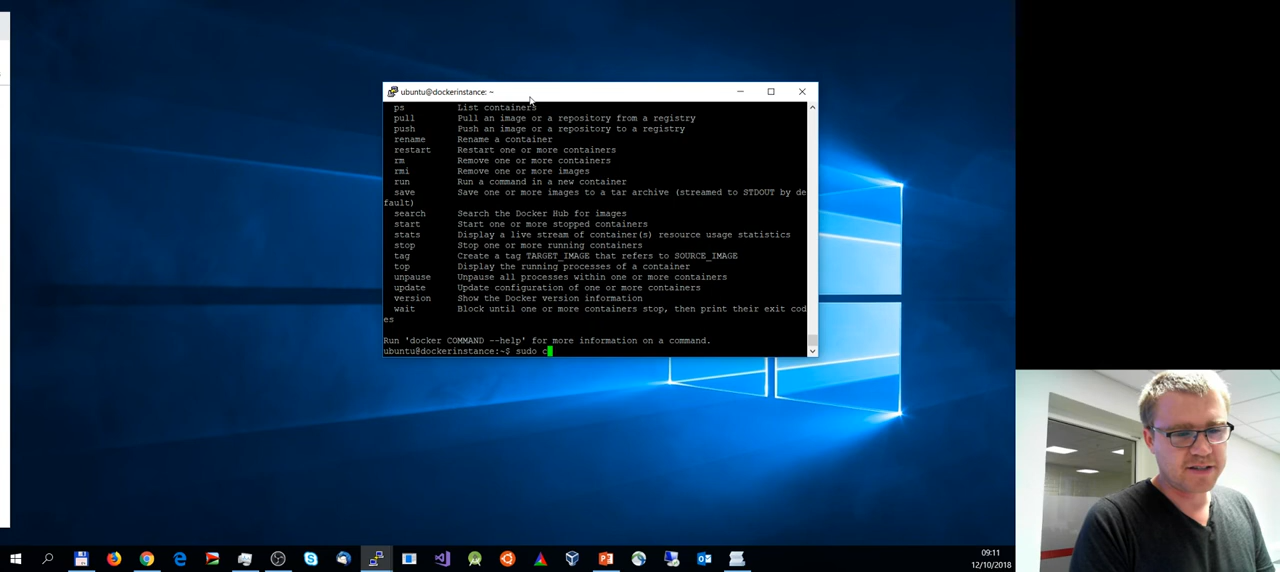 ubuntu@dockerinstance: ~
ps List containers
pull Pull an image or a repository from a registry
push Push an image or a repository to a registry
rename Rename a container
restart Restart one or more containers
rm Remove one or more containers
rmi Remove one or more images
run Run a command in a new container
save Save one or more images to a tar archive (streamed to STDOUT by de
fault)
search Search the Docker Hub for images
start Start one or more stopped containers
stats Display a live stream of container(s) resource usage statistics
stop Stop one or more running containers
tag Create a tag TARGET_IMAGE that refers to SOURCE_IMAGE
top Display the running processes of a container
unpause Unpause all processes within one or more containers
update Update configuration of one or more containers
version Show the Docker version information
wait Block until one or more containers stop, then print their exit cod
es
Run 'docker COMMAND --help' for more information on a command.
ubuntu@dockerinstance:~$ sudo c
09:11
12/10/2018